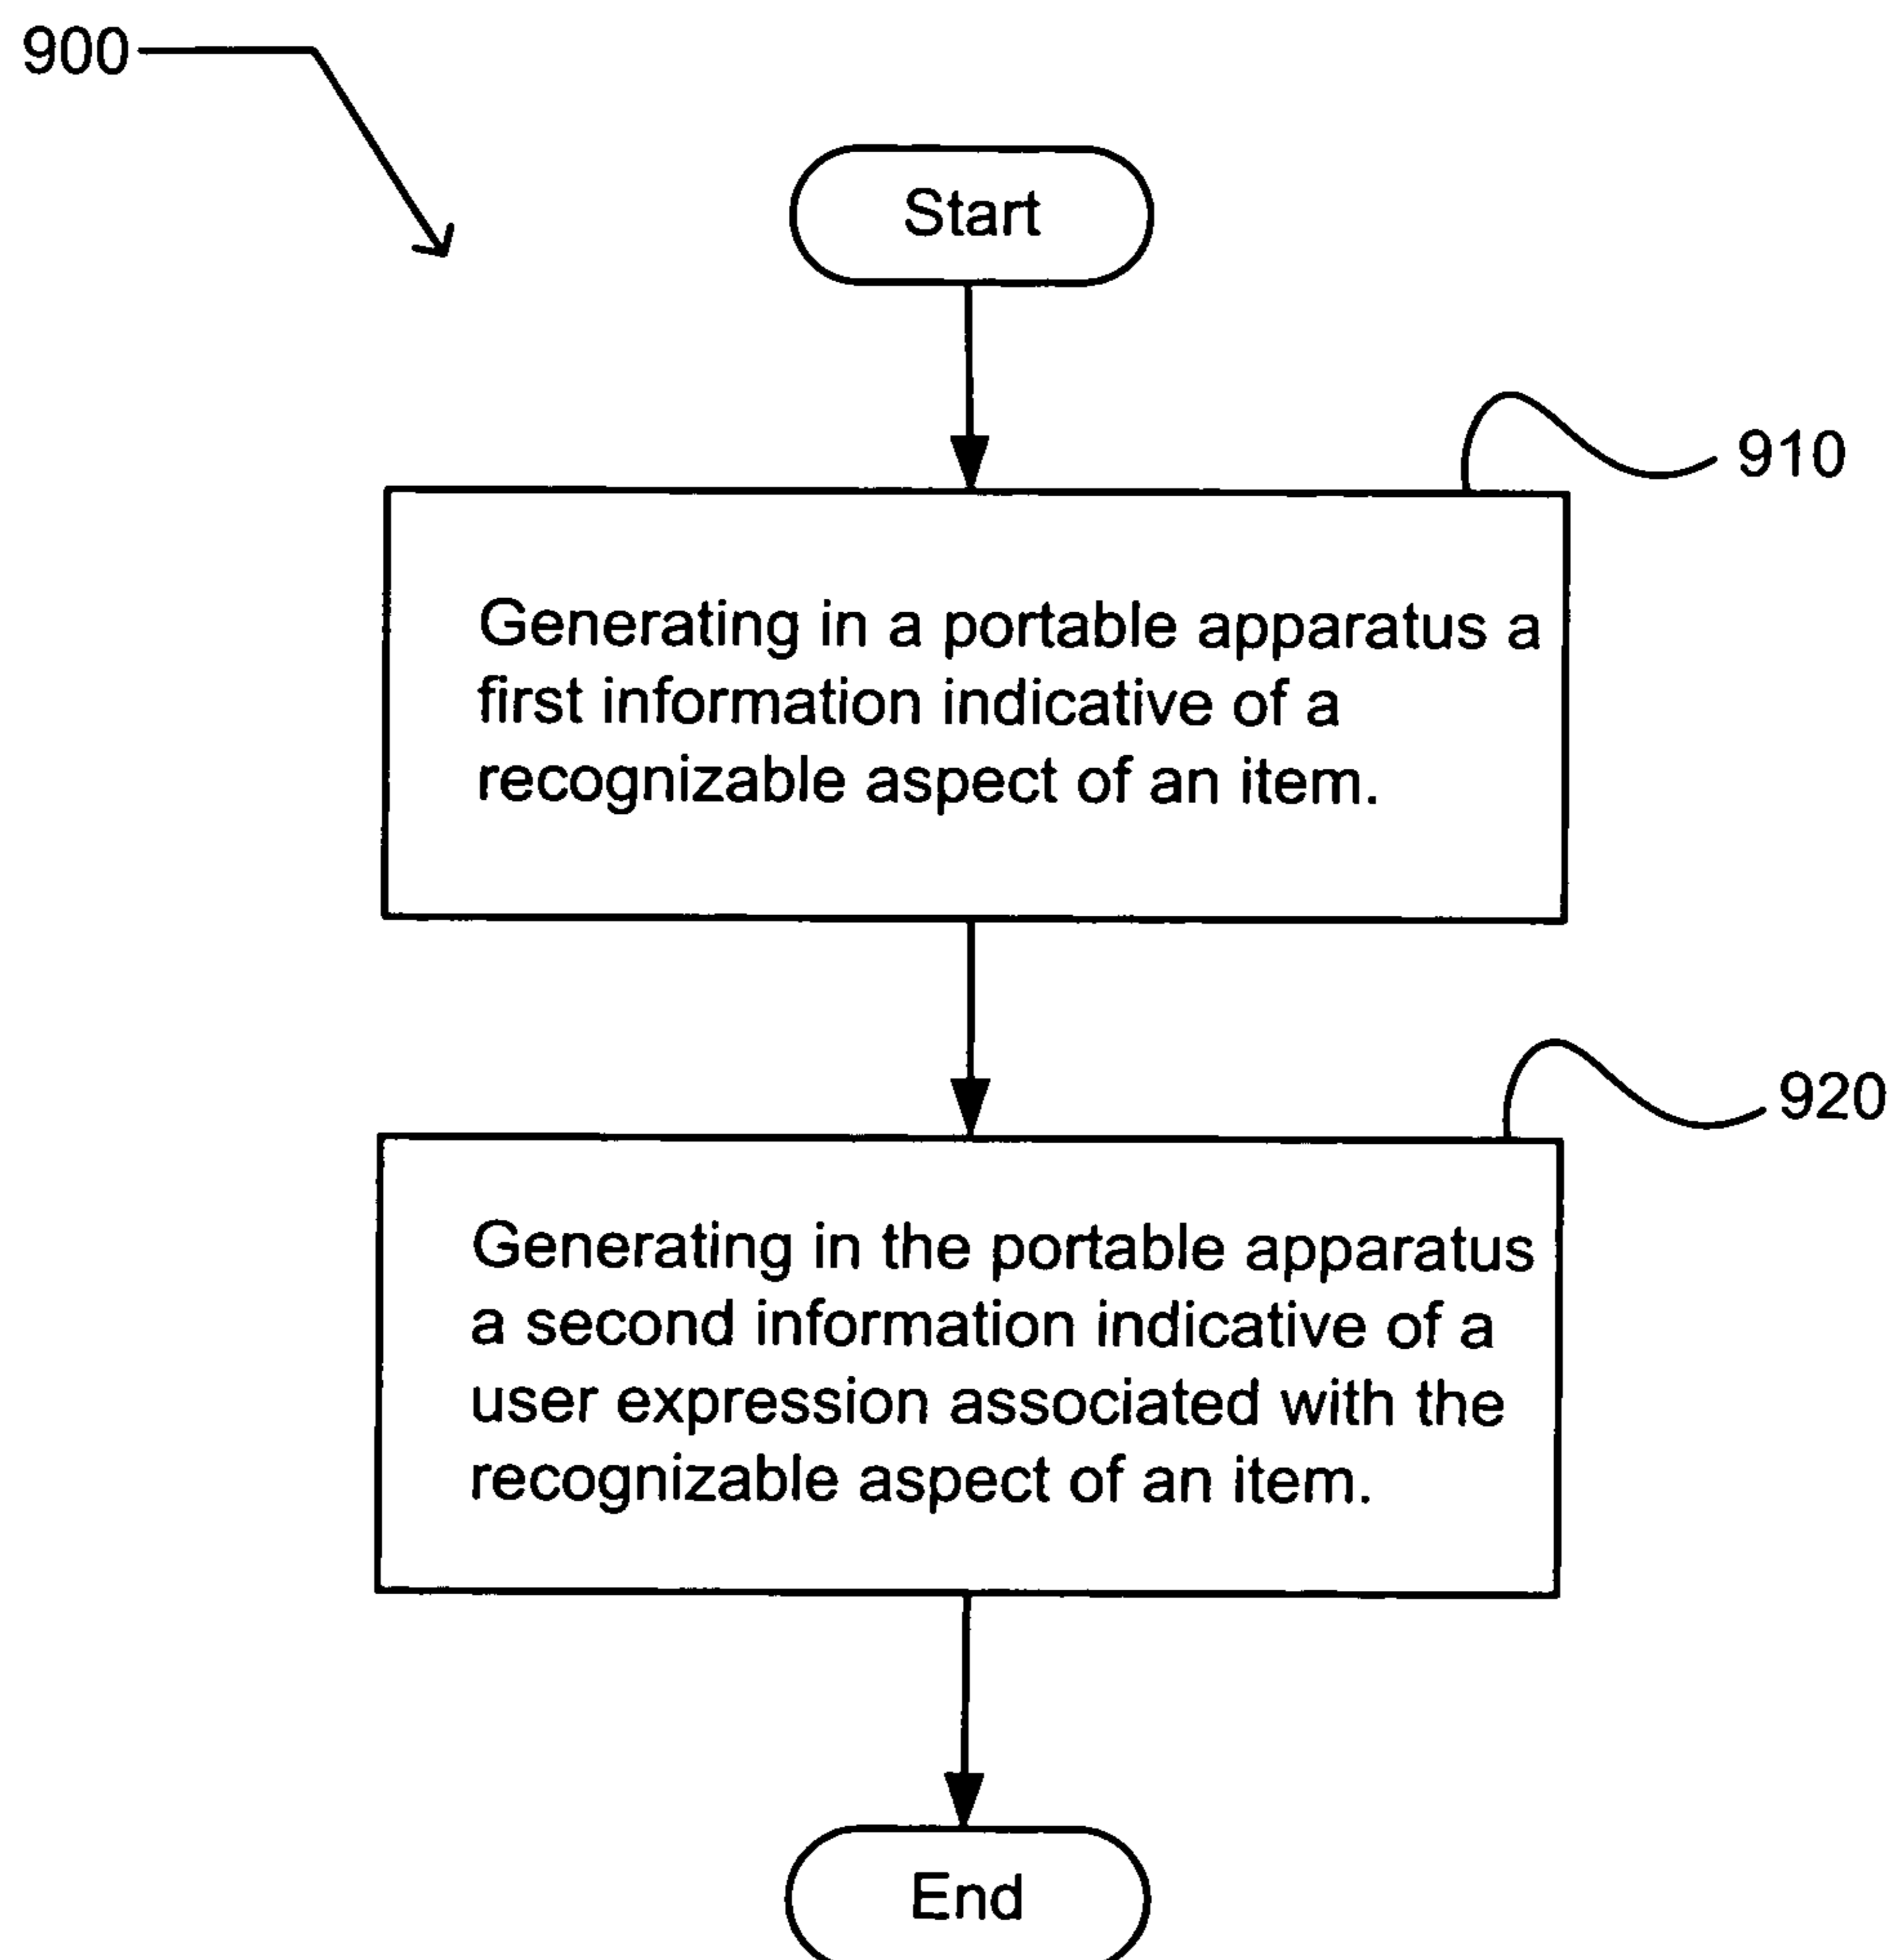 900
Start
910
Generating in a portable apparatus a
first information indicative of a
recognizable aspect of an item.
920
Generating in the portable apparatus
a second information indicative of a
user expression associated with the
recognizable aspect of an item.
End